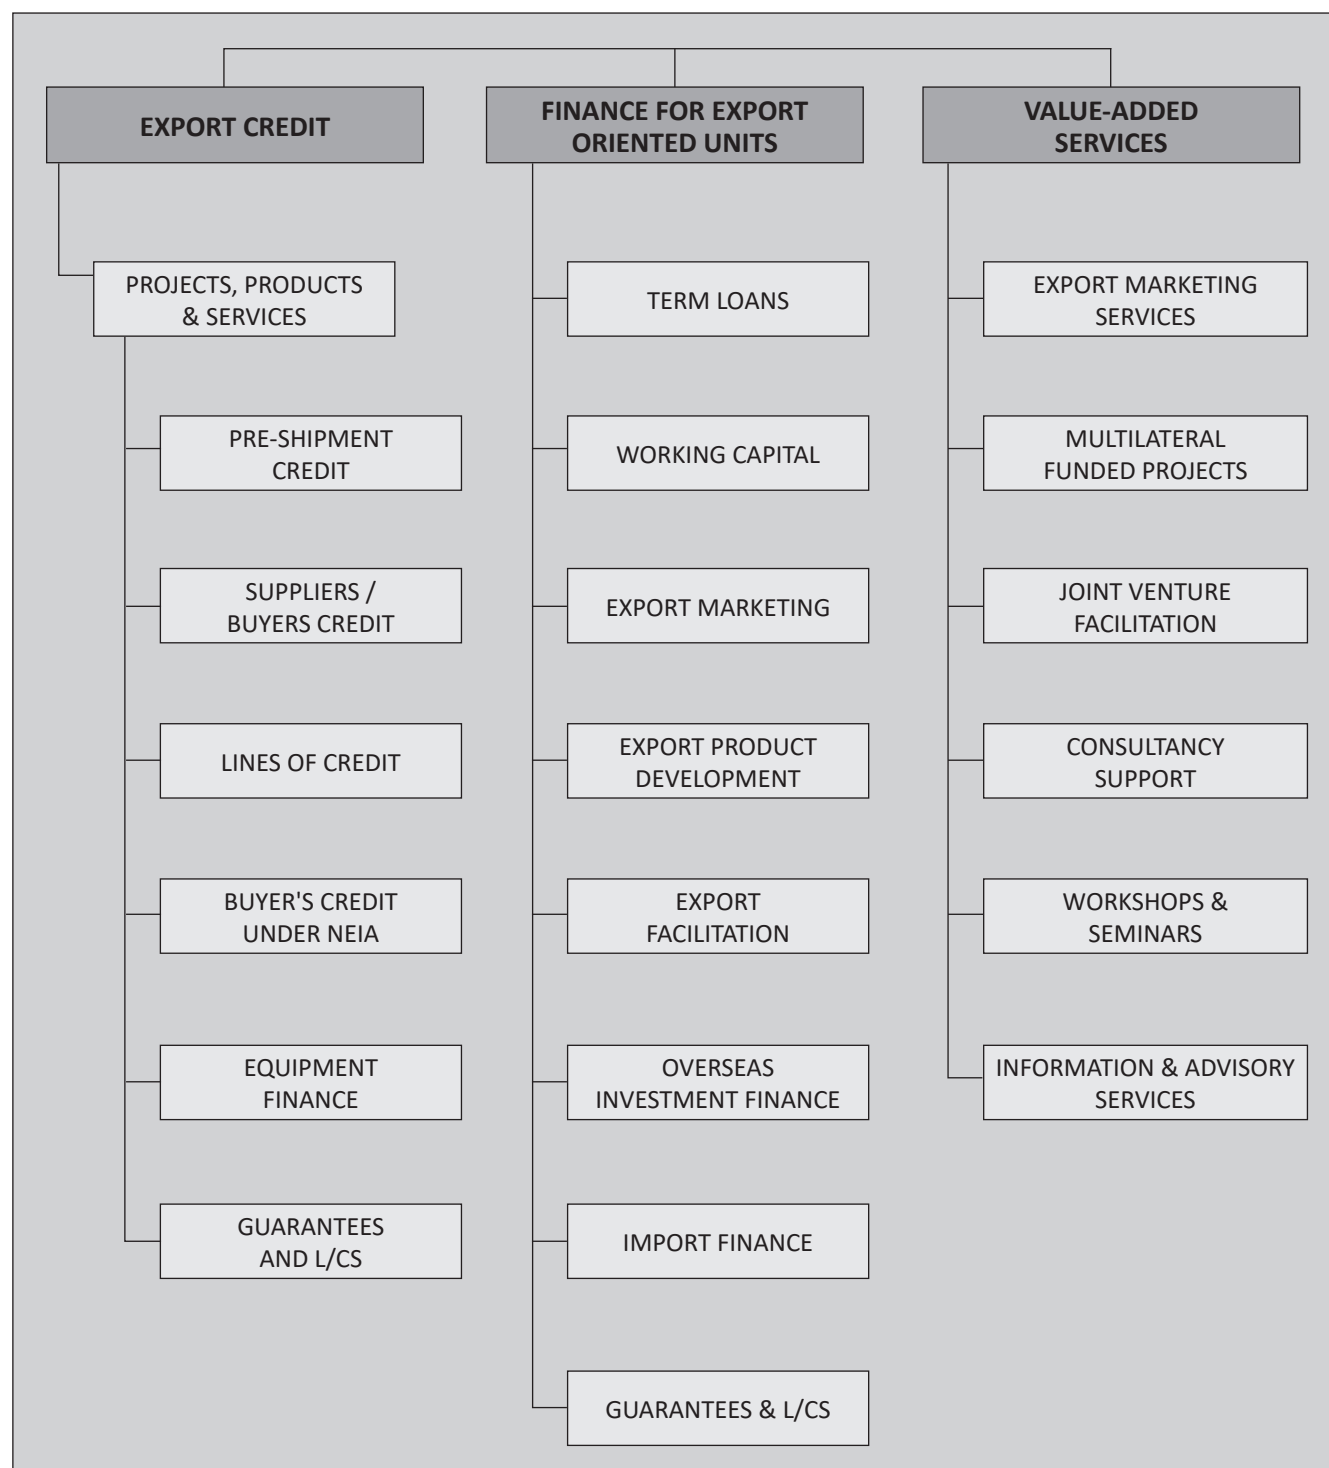 EXPORT CREDIT
PROJECTS, PRODUCTS
& SERVICES
PRE-SHIPMENT
CREDIT
SUPPLIERS /
BUYERS CREDIT
LINES OF CREDIT
BUYER'S CREDIT
UNDER NEIA
EQUIPMENT
FINANCE
GUARANTEES
AND L/CS
FINANCE FOR EXPORT
ORIENTED UNITS
TERM LOANS
WORKING CAPITAL
EXPORT MARKETING
EXPORT PRODUCT
DEVELOPMENT
EXPORT
FACILITATION
OVERSEAS
INVESTMENT FINANCE
IMPORT FINANCE
GUARANTEES & L/CS
VALUE-ADDED
SERVICES
EXPORT MARKETING
SERVICES
MULTILATERAL
FUNDED PROJECTS
JOINT VENTURE
FACILITATION
CONSULTANCY
SUPPORT
WORKSHOPS &
SEMINARS
INFORMATION & ADVISORY
SERVICES